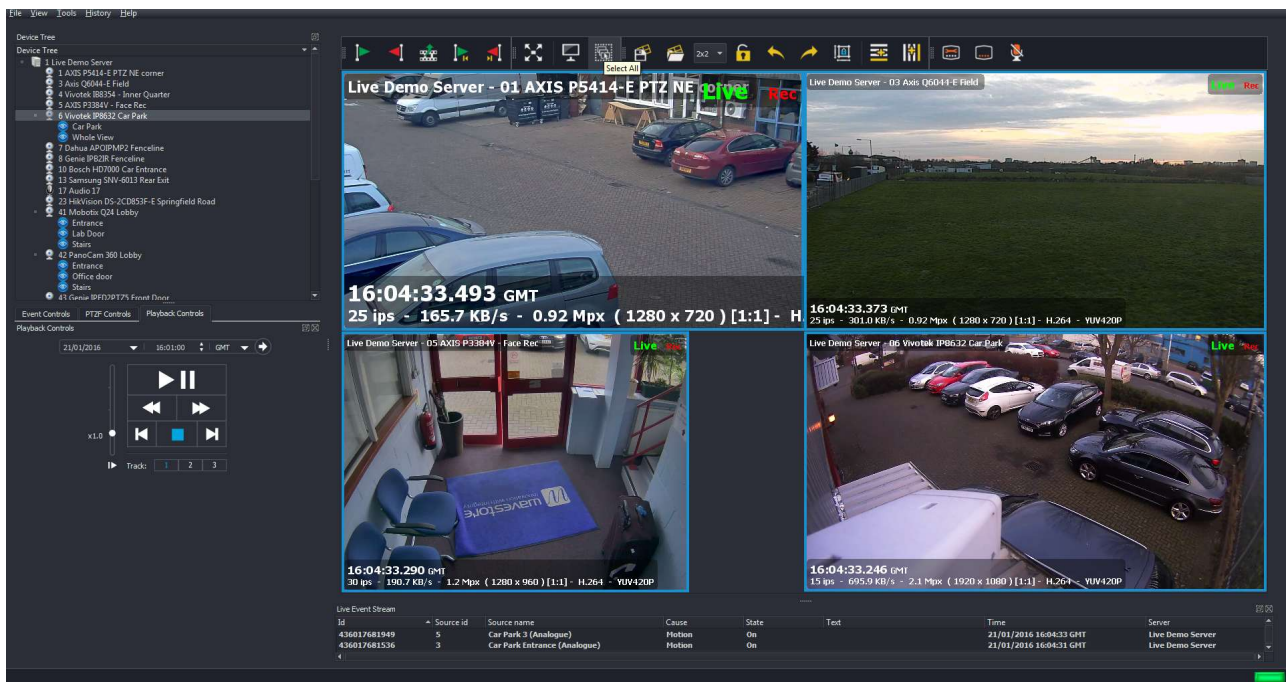 File View Tools History Help
Device Tree
Device Tree
1 Live Demo Server
1 AXIS P5414-E PTZ NE corner
3 Axis Q6044-E Field
4 Vivotek IB8354 - Inner Quarter
5 AXIS P3384V - Face Rec
6 Vivotek IP8632 Car Park
Car Park
Whole View
7 Dahua APOIPMP2 Fenceline
8 Genie IPB2IR Fenceline
10 Bosch HD7000 Car Entrance
13 Samsung SNV-6013 Rear Exit
17 Audio 17
23 HikVision DS-2CD853F-E Springfield Road
41 Mobotix Q24 Lobby
Entrance
Lab Door
Stairs
42 PanoCam 360 Lobby
Entrance
Office door
Stairs
43 Genie IPED2PTZ5 Front Door
Event Controls PTZF Controls Playback Controls
Playback Controls
21/01/2016 16:01:00 GMT
x1.0
Track: 1 2 3
2x2
Select All
Live Demo Server - 01 AXIS P5414-E PTZ NE corner
Live Rec
16:04:33.493 GMT
25 ips - 165.7 KB/s - 0.92 Mpx ( 1280 x 720 ) [1:1] - H.
Live Demo Server - 03 Axis Q6044-E Field
Live Rec
16:04:33.373 GMT
25 ips - 301.0 KB/s - 0.92 Mpx ( 1280 x 720 ) [1:1] - H.264 - YUV420P
Live Demo Server - 05 AXIS P3384V - Face Rec
Live Rec
wavestore
16:04:33.290 GMT
30 ips - 190.7 KB/s - 1.2 Mpx ( 1280 x 960 ) [1:1] - H.264 - YUV420P
Live Demo Server - 06 Vivotek IP8632 Car Park
Live Rec
16:04:33.246 GMT
15 ips - 695.9 KB/s - 2.1 Mpx ( 1920 x 1080 ) [1:1] - H.264 - YUV420P
Live Event Stream
Id Source id Source name Cause State Text Time Server
436017681949 5 Car Park 3 (Analogue) Motion On 21/01/2016 16:04:33 GMT Live Demo Server
436017681536 3 Car Park Entrance (Analogue) Motion On 21/01/2016 16:04:31 GMT Live Demo Server